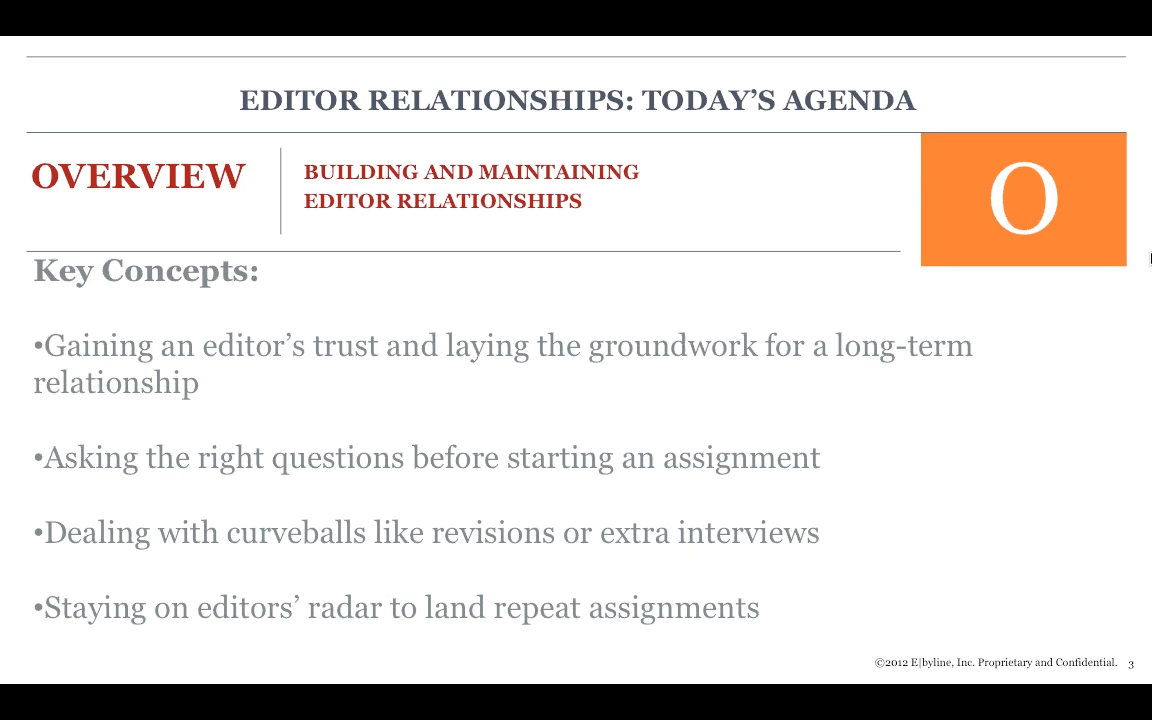 EDITOR RELATIONSHIPS: TODAY’S AGENDA
OVERVIEW
BUILDING AND MAINTAINING
EDITOR RELATIONSHIPS
O
Key Concepts:
•Gaining an editor’s trust and laying the groundwork for a long-term
relationship
•Asking the right questions before starting an assignment
•Dealing with curveballs like revisions or extra interviews
•Staying on editors’ radar to land repeat assignments
©2012 E|byline, Inc. Proprietary and Confidential. 3